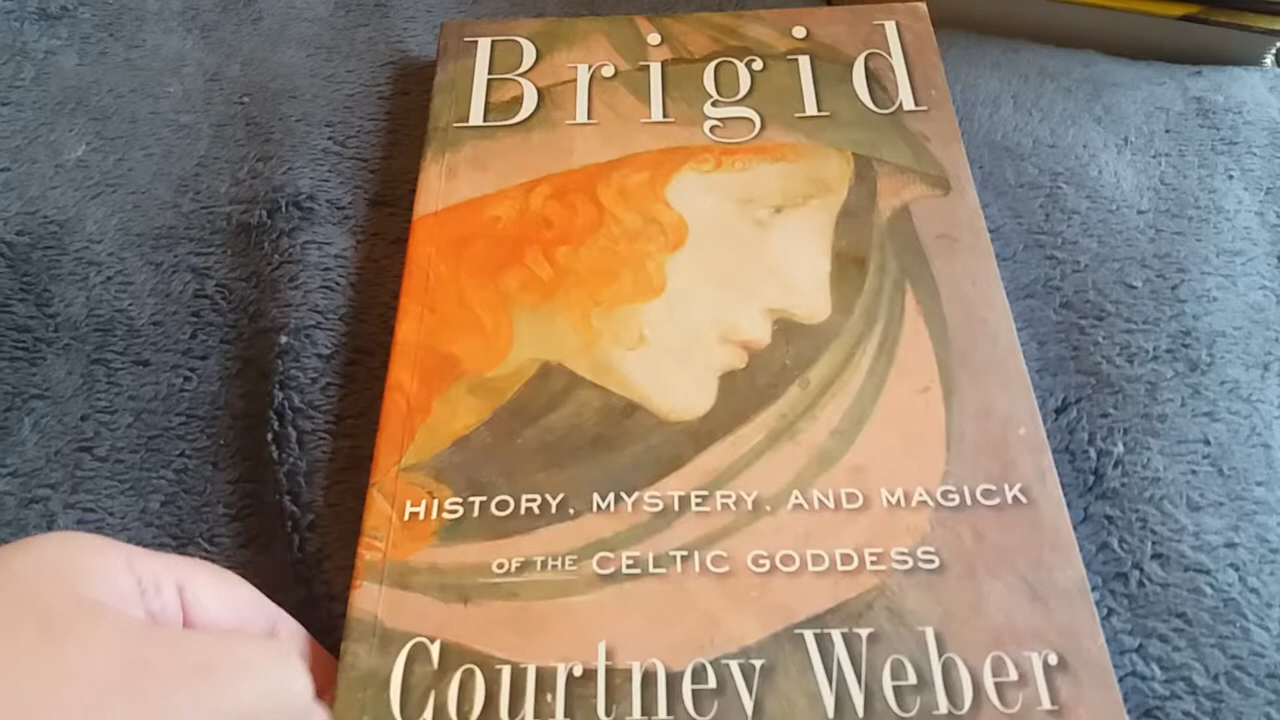 Brigid
HISTORY, MYSTERY, AND MAGICK
OF THE CELTIC GODDESS
Courtney Weber